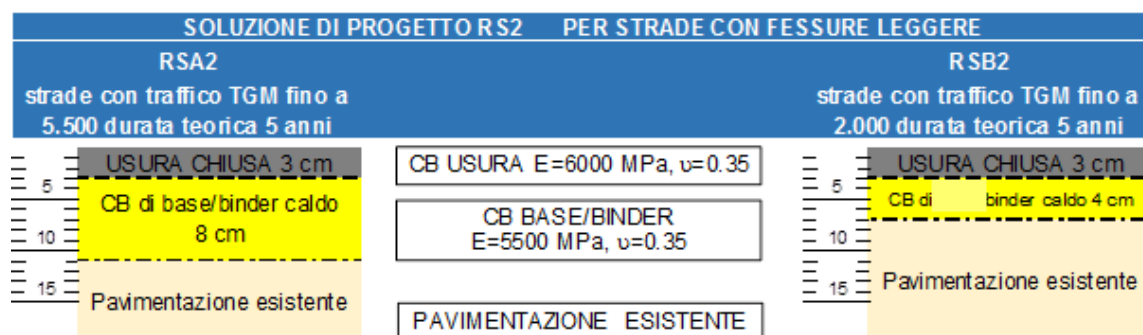 SOLUZIONE DI PROGETTO RS2 PER STRADE CON FESSURE LEGGERE
RSA2
strade con traffico TGM fino a
5.500 durata teorica 5 anni
RSB2
strade con traffico TGM fino a
2.000 durata teorica 5 anni
5
10
15
USURA CHIUSA 3 cm
CB di base/binder caldo
8 cm
Pavimentazione esistente
CB USURA E=6000 MPa, υ=0.35
CB BASE/BINDER
E=5500 MPa, υ=0.35
PAVIMENTAZIONE ESISTENTE
5
10
15
USURA CHIUSA 3 cm
CB di binder caldo 4 cm
Pavimentazione esistente